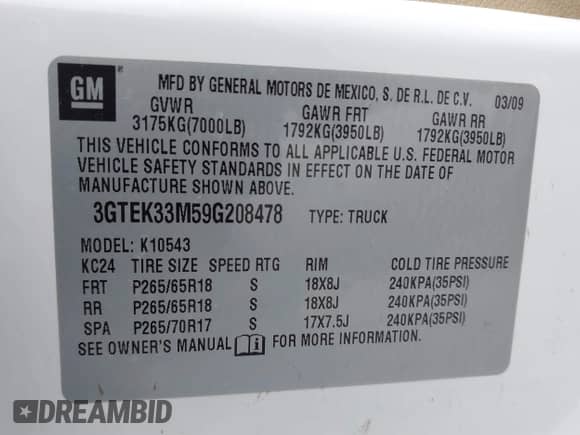 GM
MFD BY GENERAL MOTORS DE MEXICO, S. DE R.L. DE C.V. 03/09
GVWR GAWR FRT GAWR RR
3175KG(7000LB) 1792KG(3950LB) 1792KG(3950LB)
THIS VEHICLE CONFORMS TO ALL APPLICABLE U.S. FEDERAL MOTOR
VEHICLE SAFETY STANDARDS IN EFFECT ON THE DATE OF
MANUFACTURE SHOWN ABOVE.
3GTEK33M59G208478 TYPE: TRUCK
MODEL: K10543
KC24 TIRE SIZE SPEED RTG RIM COLD TIRE PRESSURE
FRT P265/65R18 S 18X8J 240KPA(35PSI)
RR P265/65R18 S 18X8J 240KPA(35PSI)
SPA P265/70R17 S 17X7.5J 240KPA(35PSI)
SEE OWNER'S MANUAL FOR MORE INFORMATION.
DREAMBID